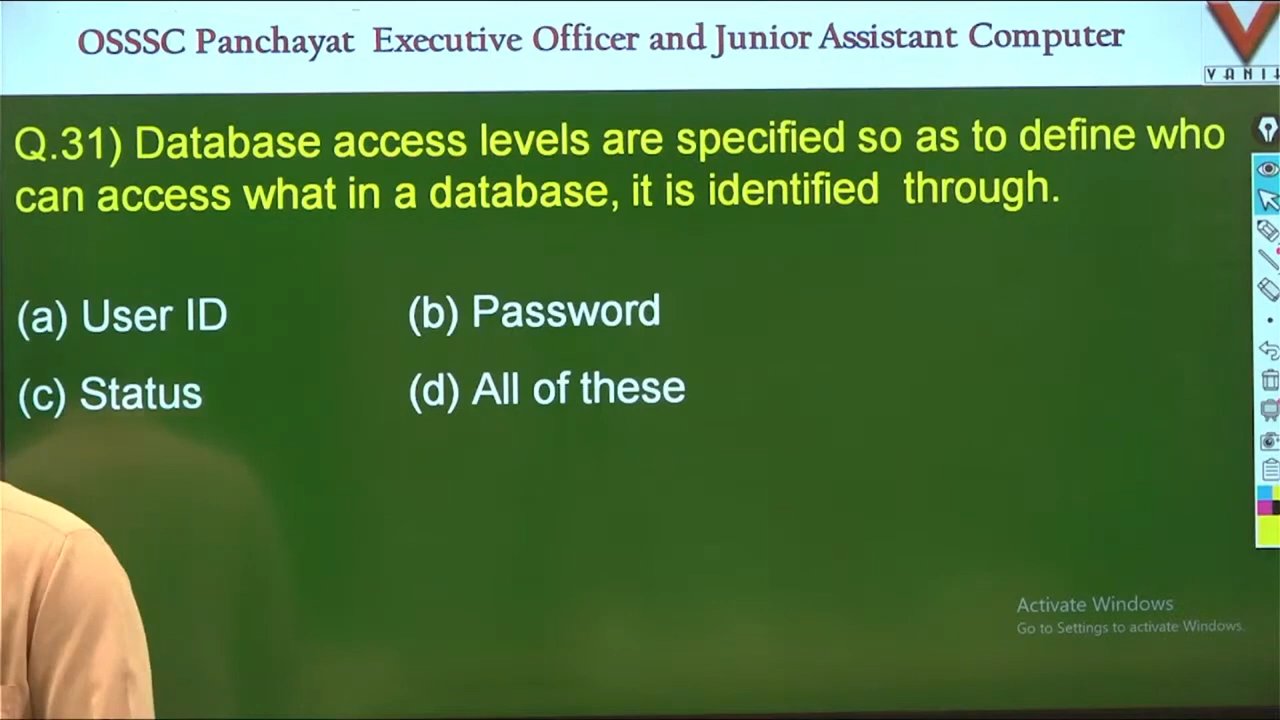 OSSSC Panchayat Executive Officer and Junior Assistant Computer
Q.31) Database access levels are specified so as to define who
can access what in a database, it is identified through.
(a) User ID
(b) Password
(c) Status
(d) All of these
Activate Windows
Go to Settings to activate Windows.